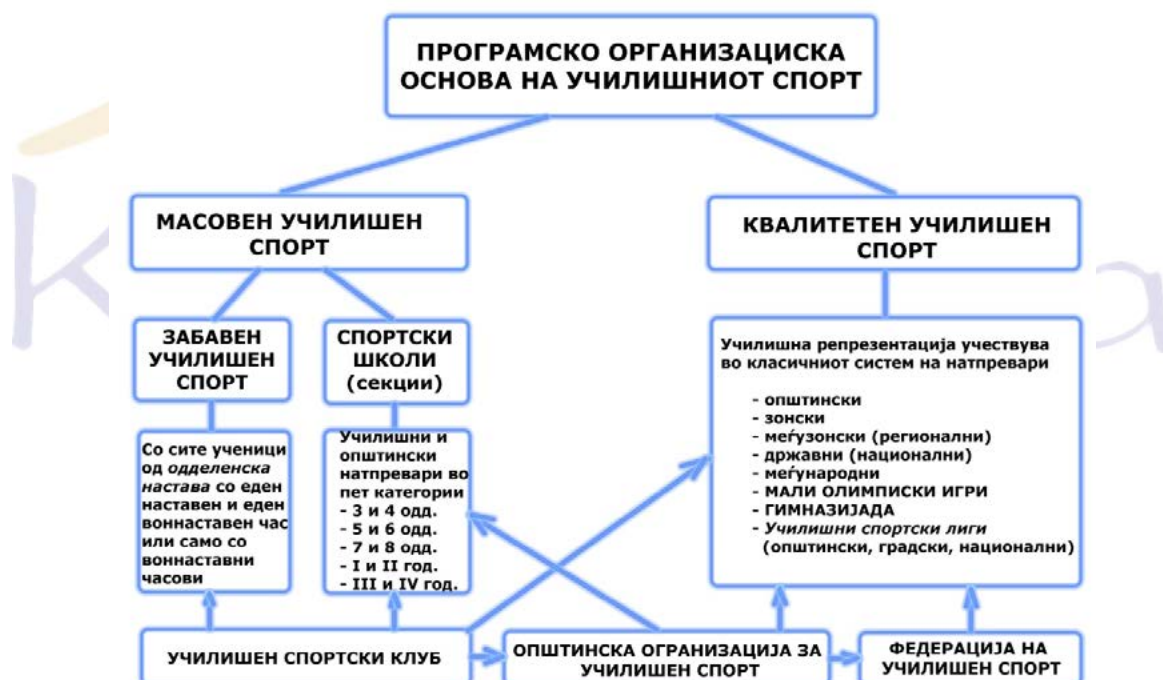 ПРОГРАМСКО ОРГАНИЗАЦИСКА
ОСНОВА НА УЧИЛИШНИОТ СПОРТ
МАСОВЕН УЧИЛИШЕН
СПОРТ
КВАЛИТЕТЕН УЧИЛИШЕН
СПОРТ
ЗАБАВЕН
УЧИЛИШЕН
СПОРТ
СПОРТСКИ
ШКОЛИ
(секции)
Училишна репрезентација учествува
во класичниот систем на натпревари
- општински
- зонски
- меѓузонски (регионални)
- државни (национални)
- меѓународни
- МАЛИ ОЛИМПИСКИ ИГРИ
- ГИМНАЗИЈАДА
- Училишни спортски лиги
(општински, градски, национални)
Со сите ученици
од одделенска
настава со еден
наставен и еден
воннаставен час
или само со
воннаставни
часови
Училишни и
општински
натпревари во
пет категории
- 3 и 4 одд.
- 5 и 6 одд.
- 7 и 8 одд.
- I и II год.
- III и IV год.
УЧИЛИШЕН СПОРТСКИ КЛУБ
ОПШТИНСКА ОГРАНИЗАЦИЈА ЗА
УЧИЛИШЕН СПОРТ
ФЕДЕРАЦИЈА НА
УЧИЛИШЕН СПОРТ